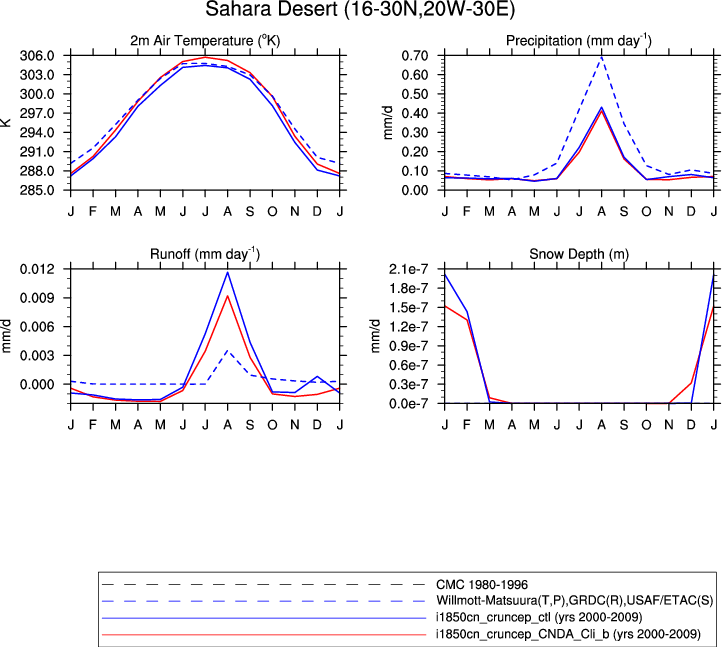 Sahara Desert (16-30N,20W-30E)
2m Air Temperature (°K)
Precipitation (mm day-1)
306.0
303.0
300.0
297.0
294.0
291.0
288.0
285.0
K
J F M A M J J A S O N D J
0.70
0.60
0.50
0.40
0.30
0.20
0.10
0.00
mm/d
J F M A M J J A S O N D J
Runoff (mm day-1)
Snow Depth (m)
0.012
0.009
0.006
0.003
0.000
mm/d
J F M A M J J A S O N D J
2.1e-7
1.8e-7
1.5e-7
1.2e-7
0.9e-7
0.6e-7
0.3e-7
0.0e-7
mm/d
J F M A M J J A S O N D J
CMC 1980-1996
Willmott-Matsuura(T,P),GRDC(R),USAF/ETAC(S)
i1850cn_cruncep_ctl (yrs 2000-2009)
i1850cn_cruncep_CNDA_Cli_b (yrs 2000-2009)